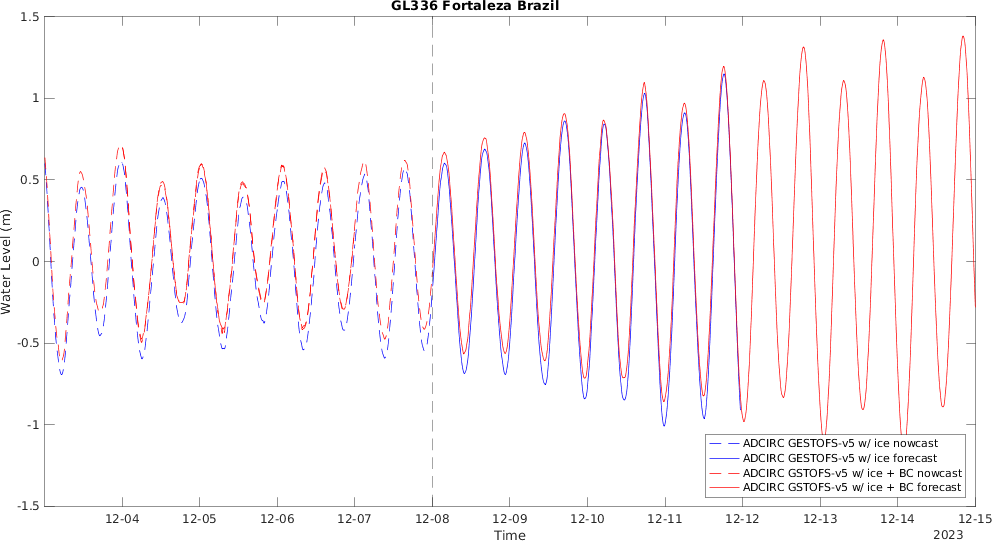 GL336 Fortaleza Brazil
1.5
1
0.5
0
-0.5
-1
-1.5
Water Level (m)
ADCIRC GESTOFS-v5 w/ ice nowcast
ADCIRC GESTOFS-v5 w/ ice forecast
ADCIRC GSTOFS-v5 w/ ice + BC nowcast
ADCIRC GSTOFS-v5 w/ ice + BC forecast
12-04 12-05 12-06 12-07 12-08 12-09 12-10 12-11 12-12 12-13 12-14 12-15
Time
2023